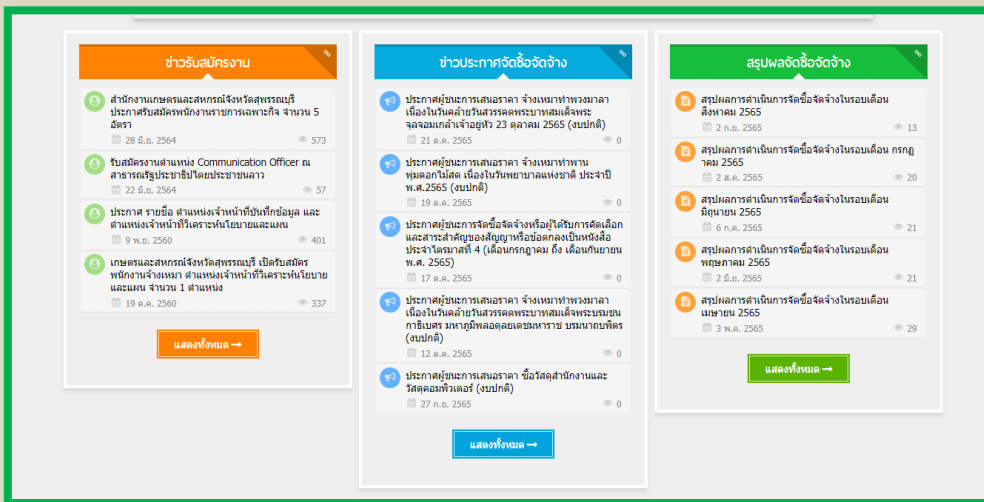 ข่าวรับสมัครงาน
สำนักงานเกษตรและสหกรณ์จังหวัดสุพรรณบุรี
ประกาศรับสมัครพนักงานราชการเฉพาะกิจ จำนวน 5
อัตรา
28 มิ.ย. 2564 573
รับสมัครงานตำแหน่ง Communication Officer ณ
สาธารณรัฐประชาธิปไตยประชาชนลาว
22 มิ.ย. 2564 57
ประกาศ รายชื่อ ตำแหน่งเจ้าหน้าที่บันทึกข้อมูล และ
ตำแหน่งเจ้าหน้าที่วิเคราะห์นโยบายและแผน
9 พ.ย. 2560 401
เกษตรและสหกรณ์จังหวัดสุพรรณบุรี เปิดรับสมัคร
พนักงานจ้างเหมา ตำแหน่งเจ้าหน้าที่วิเคราะห์นโยบาย
และแผน จำนวน 1 ตำแหน่ง
19 ต.ค. 2560 337
แสดงทั้งหมด →
ข่าวประกาศจัดซื้อจัดจ้าง
ประกาศผู้ชนะการเสนอราคา จ้างเหมาทำพวงมาลา
เนื่องในวันคล้ายวันสวรรคตพระบาทสมเด็จพระ
จุลจอมเกล้าเจ้าอยู่หัว 23 ตุลาคม 2565 (งบปกติ)
21 ต.ค. 2565 0
ประกาศผู้ชนะการเสนอราคา จ้างเหมาทำพาน
พุ่มดอกไม้สด เนื่องในวันพยาบาลแห่งชาติ ประจำปี
พ.ศ.2565 (งบปกติ)
19 ต.ค. 2565 0
ประกาศผู้ชนะการจัดซื้อจัดจ้างหรือผู้ได้รับการคัดเลือก
และสาระสำคัญของสัญญาหรือข้อตกลงเป็นหนังสือ
ประจำไตรมาสที่ 4 (เดือนกรกฎาคม ถึง เดือนกันยายน
พ.ศ. 2565)
17 ต.ค. 2565 0
ประกาศผู้ชนะการเสนอราคา จ้างเหมาทำพวงมาลา
เนื่องในวันคล้ายวันสวรรคตพระบาทสมเด็จพระบรมชน
กาธิเบศร มหาภูมิพลอดุลยเดชมหาราช บรมนาถบพิตร
(งบปกติ)
12 ต.ค. 2565 0
ประกาศผู้ชนะการเสนอราคา ซื้อวัสดุสำนักงานและ
วัสดุคอมพิวเตอร์ (งบปกติ)
27 ก.ย. 2565 0
แสดงทั้งหมด →
สรุปผลจัดซื้อจัดจ้าง
สรุปผลการดำเนินการจัดซื้อจัดจ้างในรอบเดือน
สิงหาคม 2565
2 ก.ย. 2565 13
สรุปผลการดำเนินการจัดซื้อจัดจ้างในรอบเดือน กรกฎ
าคม 2565
2 ส.ค. 2565 20
สรุปผลการดำเนินการจัดซื้อจัดจ้างในรอบเดือน
มิถุนายน 2565
6 ก.ค. 2565 21
สรุปผลการดำเนินการจัดซื้อจัดจ้างในรอบเดือน
พฤษภาคม 2565
2 มิ.ย. 2565 21
สรุปผลการดำเนินการจัดซื้อจัดจ้างในรอบเดือน
เมษายน 2565
3 พ.ค. 2565 29
แสดงทั้งหมด →